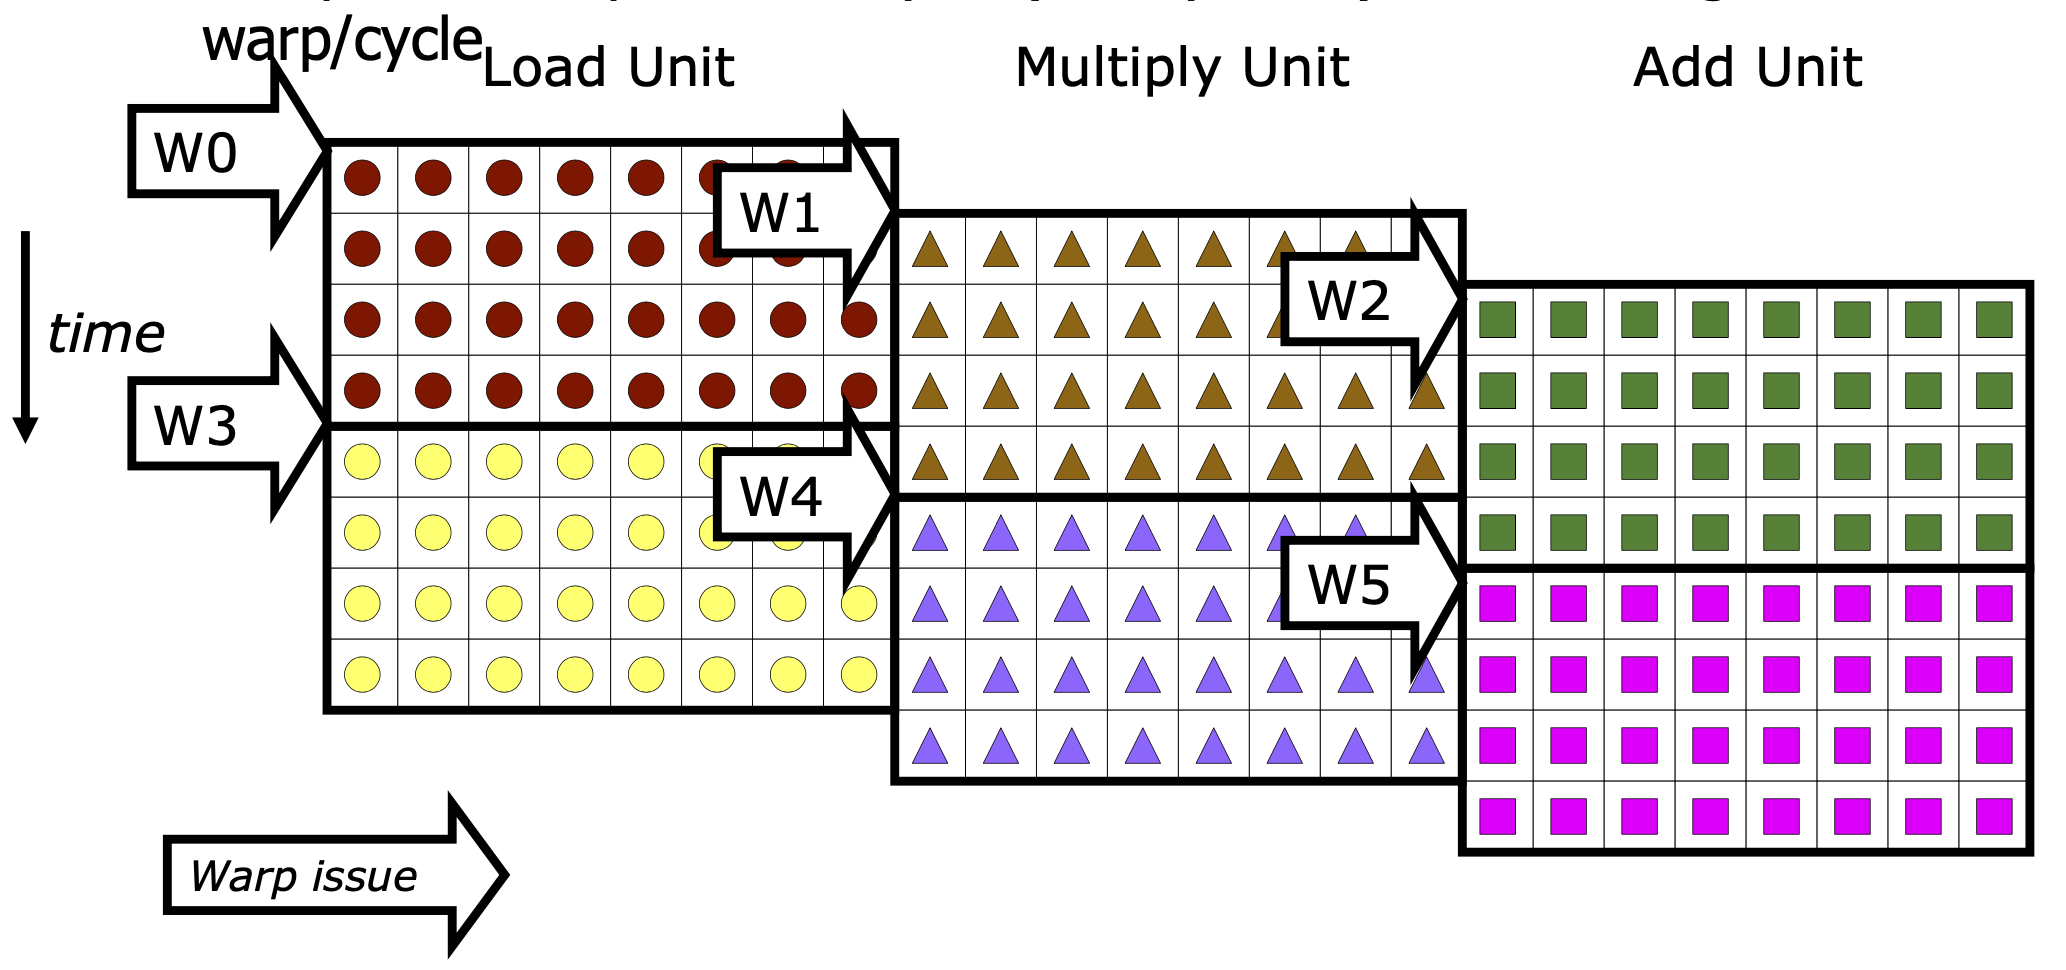 warp/cycle
Load Unit
Multiply Unit
Add Unit
W0
W1
W2
time
W3
W4
W5
Warp issue